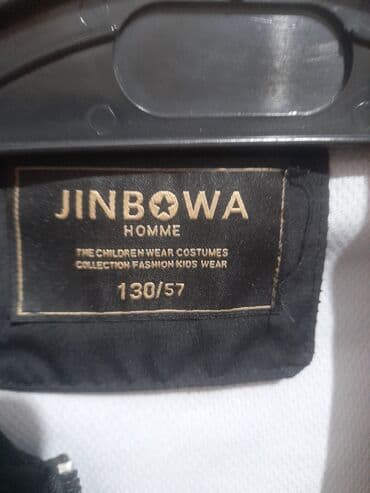 JINBOWA
HOMME
THE CHILDREN WEAR COSTUMES
COLLECTION FASHION KIDS WEAR
130/57